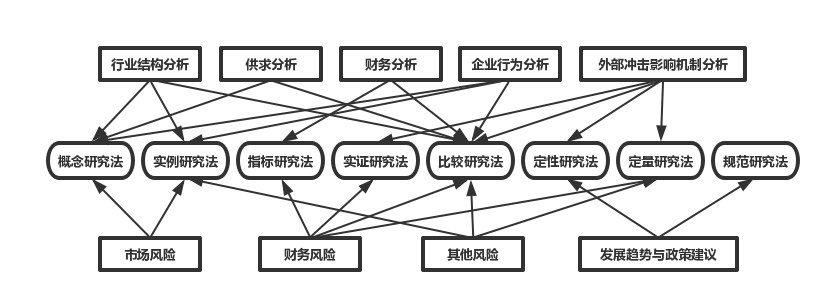 行业结构分析
供求分析
财务分析
企业行为分析
外部冲击影响机制分析
概念研究法
实例研究法
指标研究法
实证研究法
比较研究法
定性研究法
定量研究法
规范研究法
市场风险
财务风险
其他风险
发展趋势与政策建议